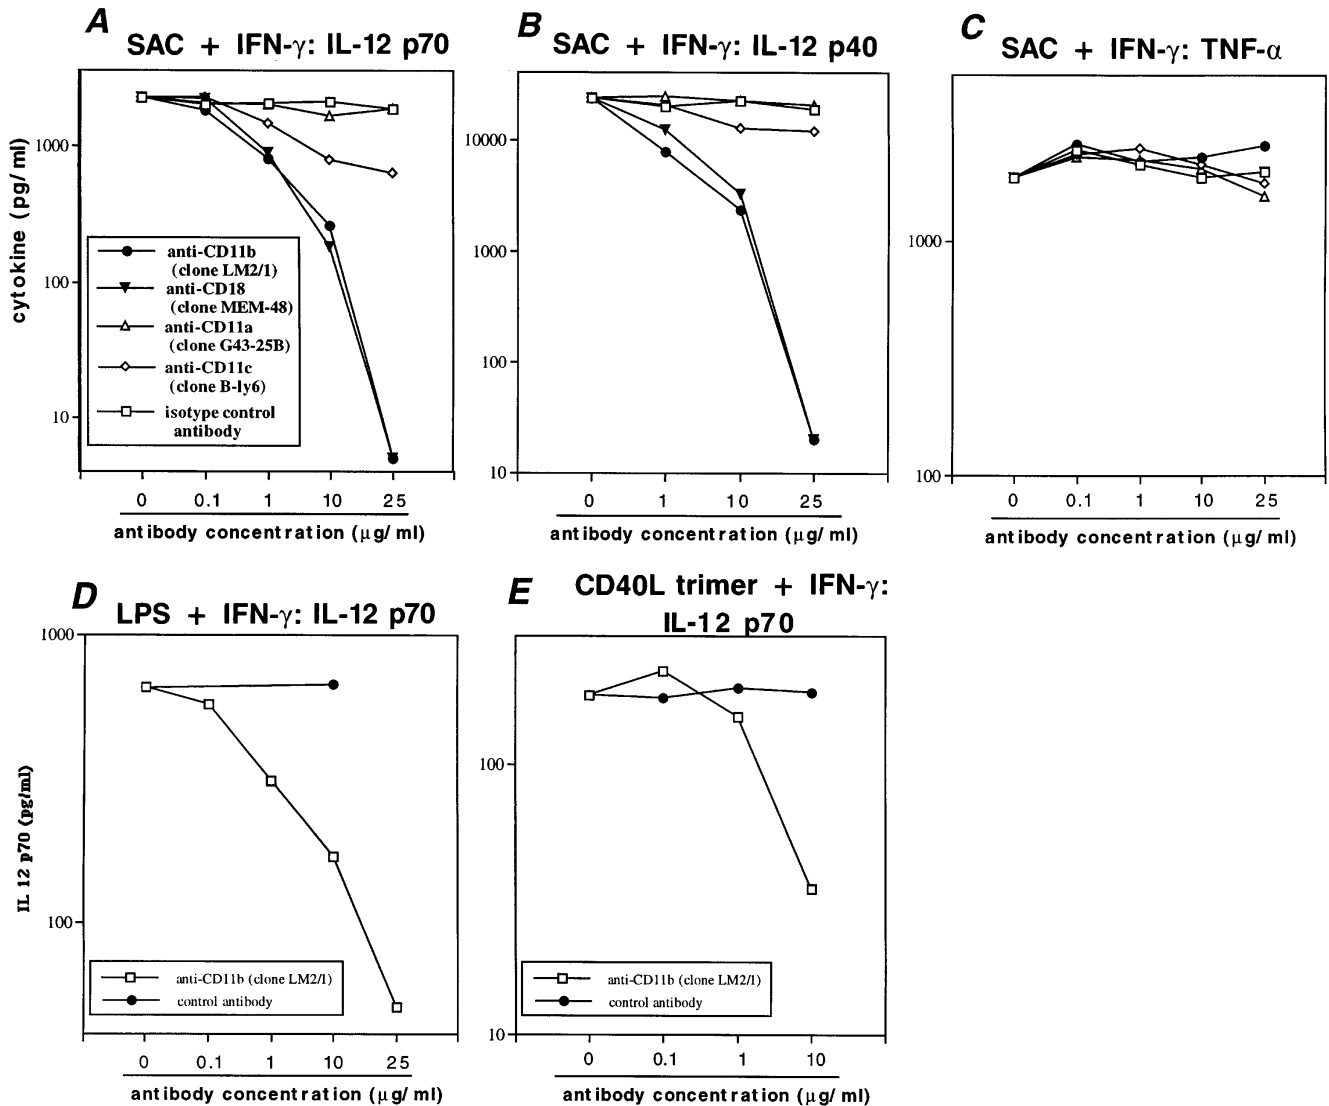 A
SAC + IFN-γ: IL-12 p70
cytokine (pg/ml)
1000
100
10
anti-CD11b
(clone LM2/1)
anti-CD18
(clone MEM-48)
anti-CD11a
(clone G43-25B)
anti-CD11c
(clone B-ly6)
isotype control
antibody
0 0.1 1 10 25
antibody concentration (μg/ml)
B
SAC + IFN-γ: IL-12 p40
10000
1000
100
10
0 1 10 25
antibody concentration (μg/ml)
C
SAC + IFN-γ: TNF-α
1000
100
0 0.1 1 10 25
antibody concentration (μg/ml)
D
LPS + IFN-γ: IL-12 p70
IL 12 p70 (pg/ml)
1000
100
anti-CD11b (clone LM2/1)
control antibody
0 0.1 1 10 25
antibody concentration (μg/ml)
E
CD40L trimer + IFN-γ:
IL-12 p70
100
10
anti-CD11b (clone LM2/1)
control antibody
0 0.1 1 10
antibody concentration (μg/ml)